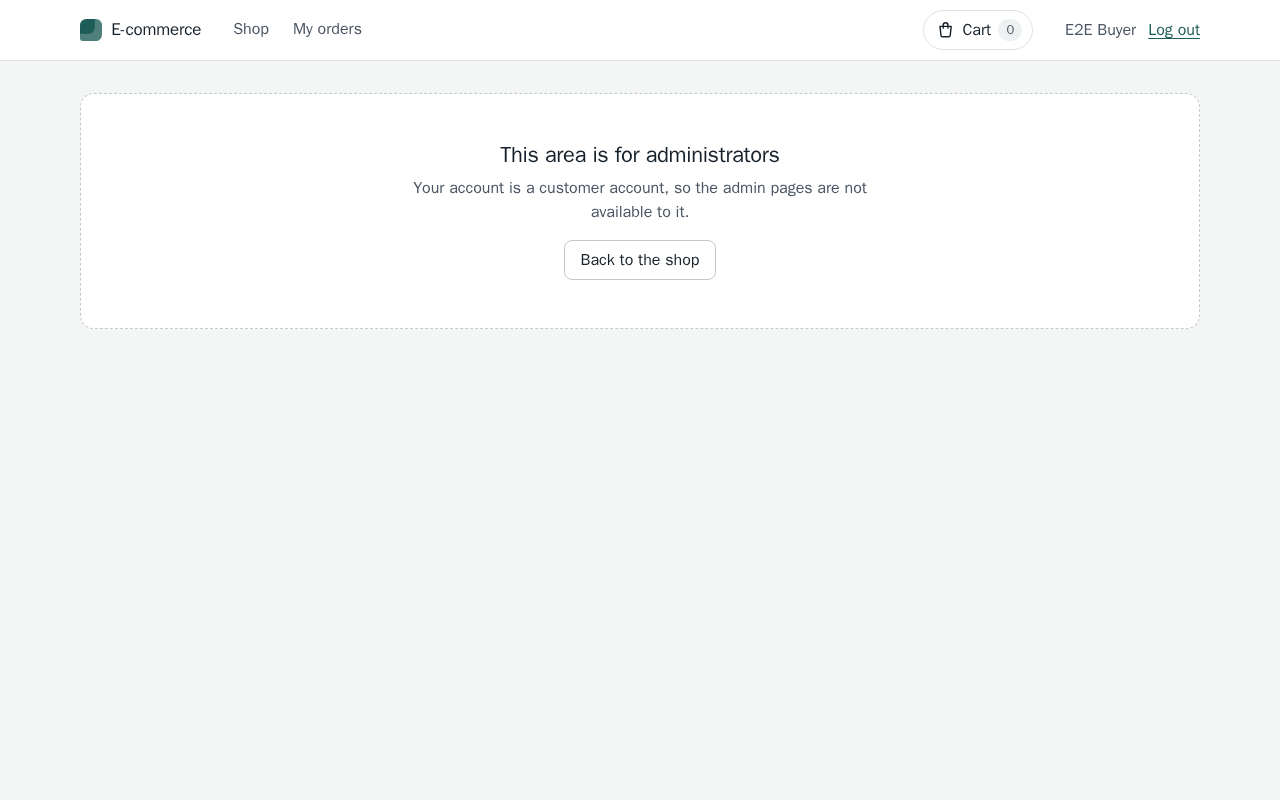 E-commerce Shop My orders Cart 0 E2E Buyer Log out
This area is for administrators
Your account is a customer account, so the admin pages are not
available to it.
Back to the shop